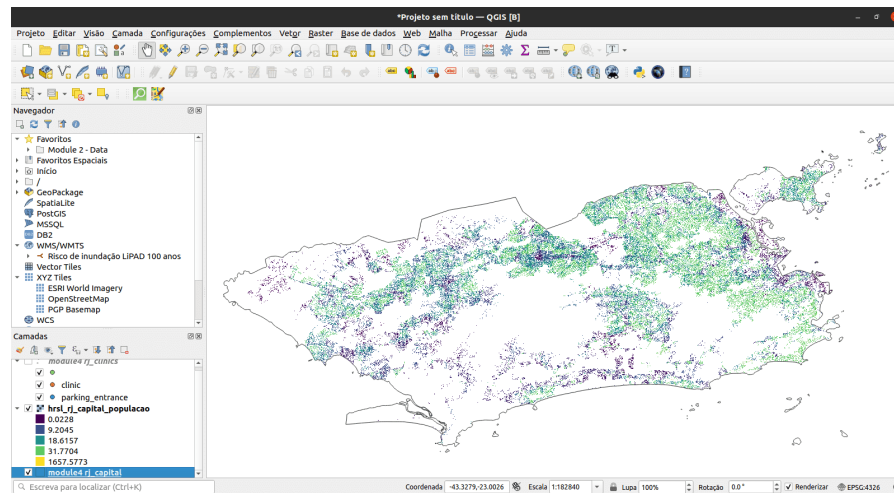 *Projeto sem título — QGIS [B]
Projeto Editar Visão Camada Configurações Complementos Vetor Raster Base de dados Web Malha Processar Ajuda
Navegador
Favoritos
Module 2 - Data
Favoritos Espaciais
Início
/
GeoPackage
SpatiaLite
PostGIS
MSSQL
DB2
WMS/WMTS
Risco de inundação LiPAD 100 anos
Vector Tiles
XYZ Tiles
ESRI World Imagery
OpenStreetMap
PGP Basemap
WCS
Camadas
module4 rj_clinics
clinic
parking_entrance
hrsl_rj_capital_populacao
0.0228
9.2045
18.6157
31.7704
1657.5773
module4 rj_capital
Escreva para localizar (Ctrl+K)
Coordenada -43.3279,-23.0026 Escala 1:182840 Lupa 100% Rotação 0.0° Renderizar EPSG:4326